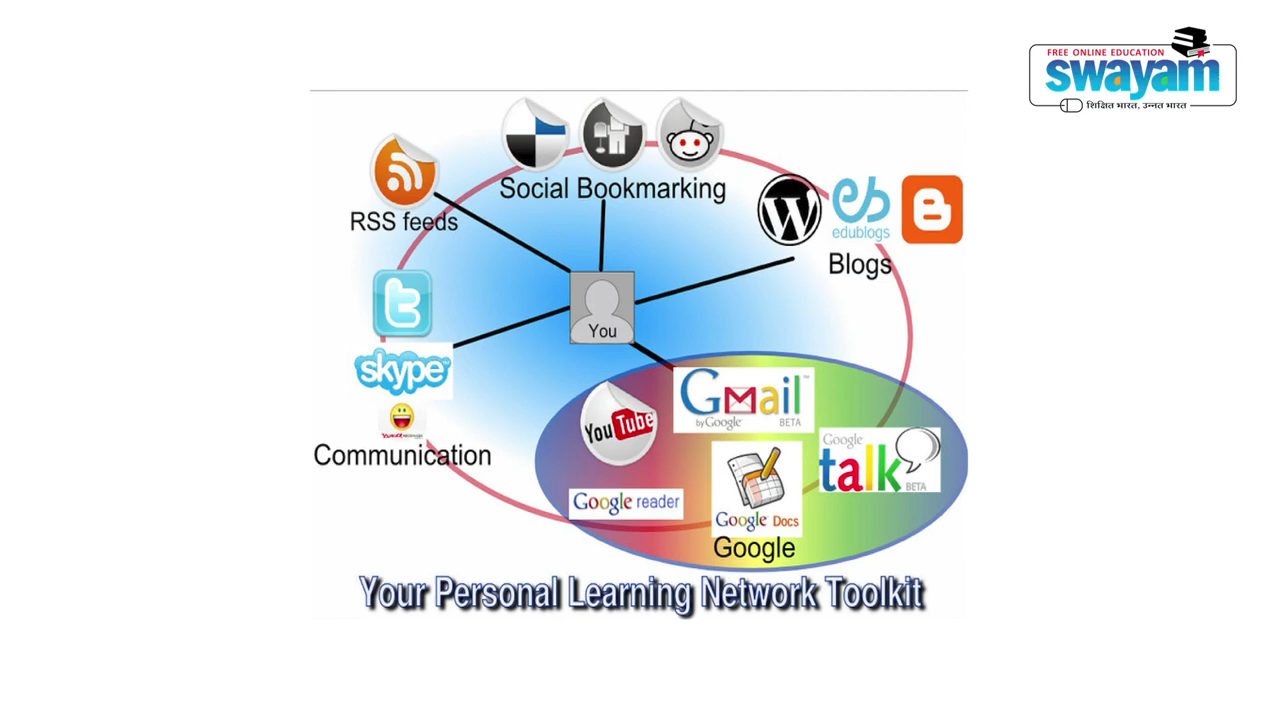 FREE ONLINE EDUCATION
swayam
शिक्षित भारत, उन्नत भारत
Social Bookmarking
RSS feeds
edublogs
Blogs
You
skype
Communication
Gmail
by Google BETA
YouTube
Google talk BETA
Google reader
Google Docs
Google
Your Personal Learning Network Toolkit